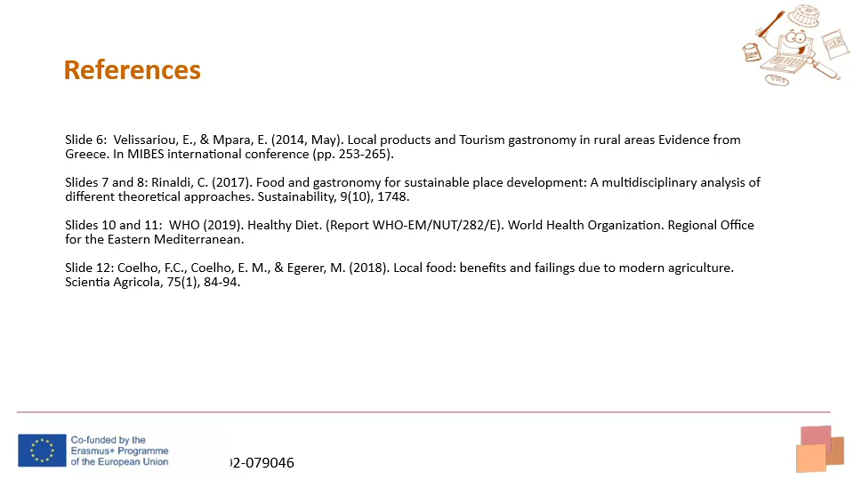 References
Slide 6:  Velissariou, E., & Mpara, E. (2014, May). Local products and Tourism gastronomy in rural areas Evidence from
Greece. In MIBES international conference (pp. 253-265).
Slides 7 and 8: Rinaldi, C. (2017). Food and gastronomy for sustainable place development: A multidisciplinary analysis of
different theoretical approaches. Sustainability, 9(10), 1748.
Slides 10 and 11:  WHO (2019). Healthy Diet. (Report WHO-EM/NUT/282/E). World Health Organization. Regional Office
for the Eastern Mediterranean.
Slide 12: Coelho, F.C., Coelho, E. M., & Egerer, M. (2018). Local food: benefits and failings due to modern agriculture.
Scientia Agricola, 75(1), 84-94.
Co-funded by the
Erasmus+ Programme
of the European Union
2-079046